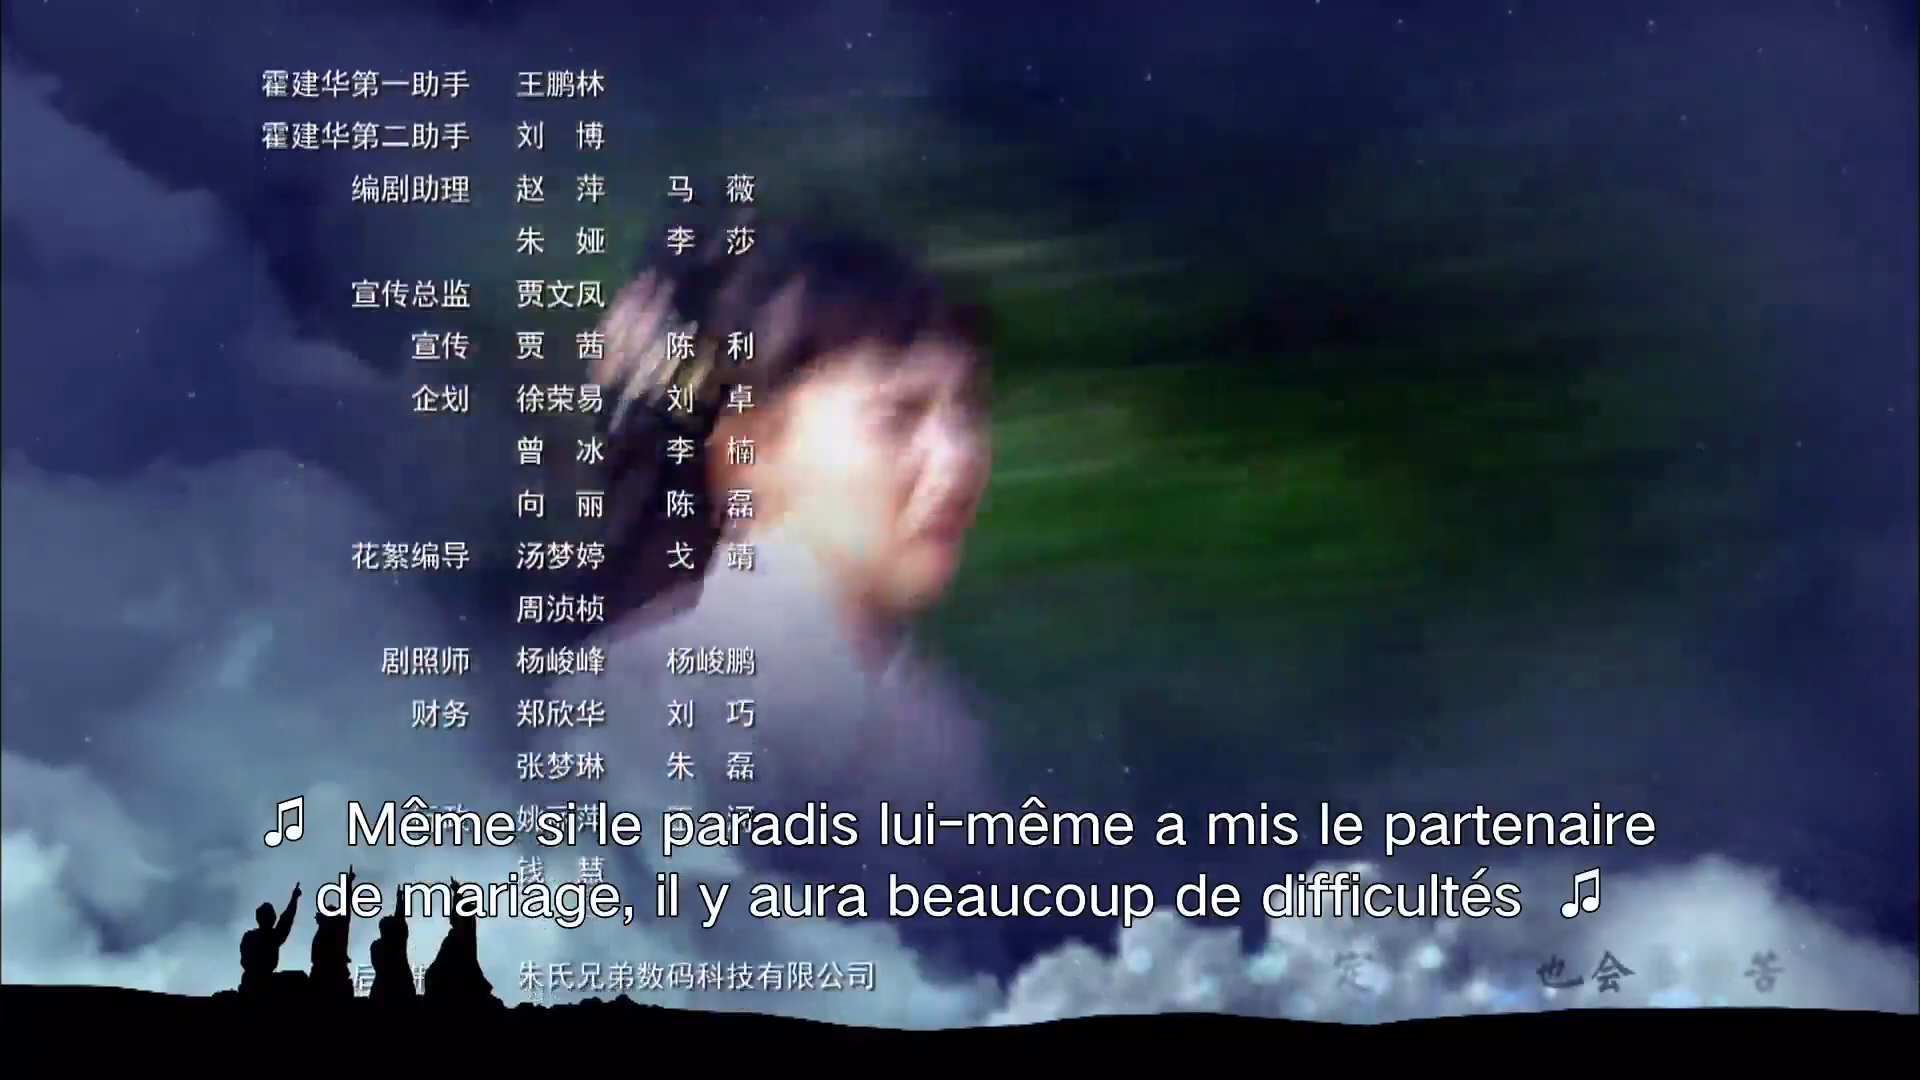 霍建华第一助手 王鹏林
霍建华第二助手 刘 博
编剧助理 赵 萍 马 薇
朱 娅 李 莎
宣传总监 贾文凤
宣传 贾 茜 陈 利
企划 徐荣易 刘 卓
曾 冰 李 楠
向 丽 陈 磊
花絮编导 汤梦婷 戈 靖
周浈桢
剧照师 杨峻峰 杨峻鹏
财务 郑欣华 刘 巧
张梦琳 朱 磊
♫ Même si le paradis lui-même a mis le partenaire
de mariage, il y aura beaucoup de difficultés ♫
钱 慧
朱氏兄弟数码科技有限公司
定 也会 苦